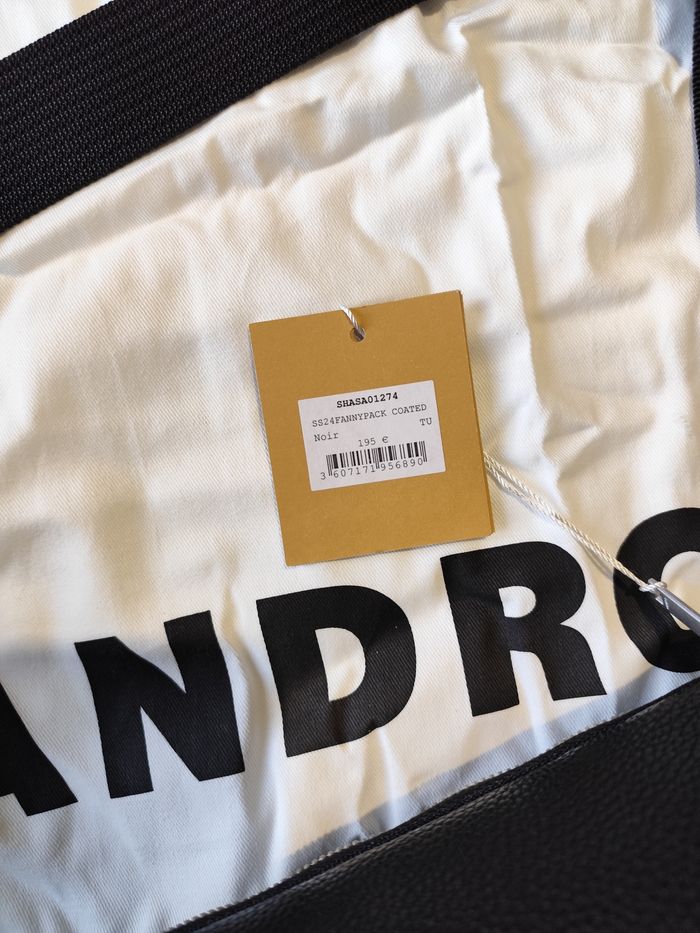 SHASA01274
SS24FANNYPACK COATED
Noir TU
195 €
3 607171 956890
ANDRO